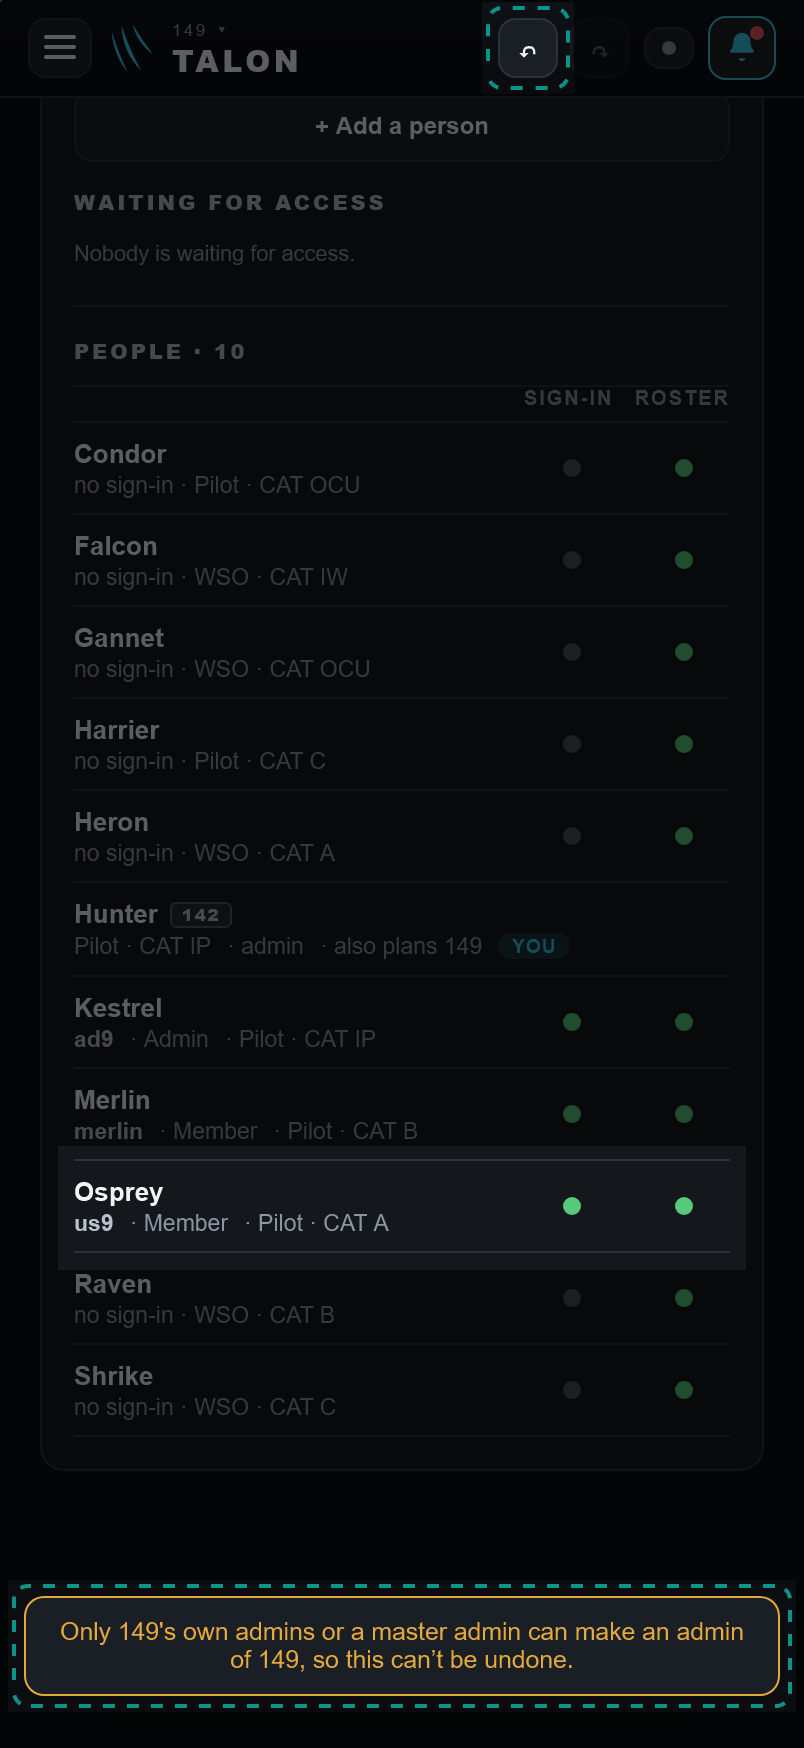 149 ▾
TALON
↶
↷
+ Add a person
WAITING FOR ACCESS
Nobody is waiting for access.
PEOPLE · 10
SIGN-IN ROSTER
Condor
no sign-in · Pilot · CAT OCU
Falcon
no sign-in · WSO · CAT IW
Gannet
no sign-in · WSO · CAT OCU
Harrier
no sign-in · Pilot · CAT C
Heron
no sign-in · WSO · CAT A
Hunter 142
Pilot · CAT IP · admin · also plans 149 YOU
Kestrel
ad9 · Admin · Pilot · CAT IP
Merlin
merlin · Member · Pilot · CAT B
Osprey
us9 · Member · Pilot · CAT A
Raven
no sign-in · WSO · CAT B
Shrike
no sign-in · WSO · CAT C
Only 149's own admins or a master admin can make an admin
of 149, so this can’t be undone.